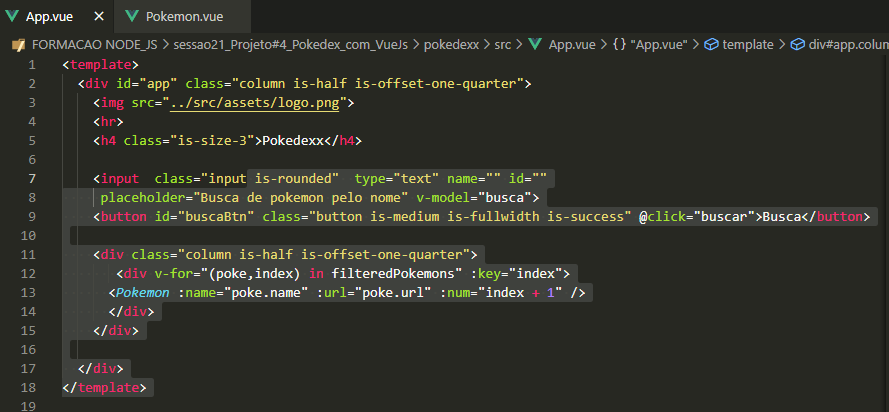 App.vue × Pokemon.vue
FORMACAO NODE_JS > sessao21_Projeto#4_Pokedex_com_VueJs > pokedexx > src > App.vue > {} "App.vue" > template > div#app.colum
1 <template>
2 <div id="app" class="column is-half is-offset-one-quarter">
3 <img src="../src/assets/logo.png">
4 <hr>
5 <h4 class="is-size-3">Pokedexx</h4>
6
7 <input  class="input is-rounded"  type="text" name="" id=""
8 placeholder="Busca de pokemon pelo nome" v-model="busca">
9 <button id="buscaBtn" class="button is-medium is-fullwidth is-success" @click="buscar">Busca</button>
10
11 <div class="column is-half is-offset-one-quarter">
12 <div v-for="(poke,index) in filteredPokemons" :key="index">
13 <Pokemon :name="poke.name" :url="poke.url" :num="index + 1" />
14 </div>
15 </div>
16
17 </div>
18 </template>
19